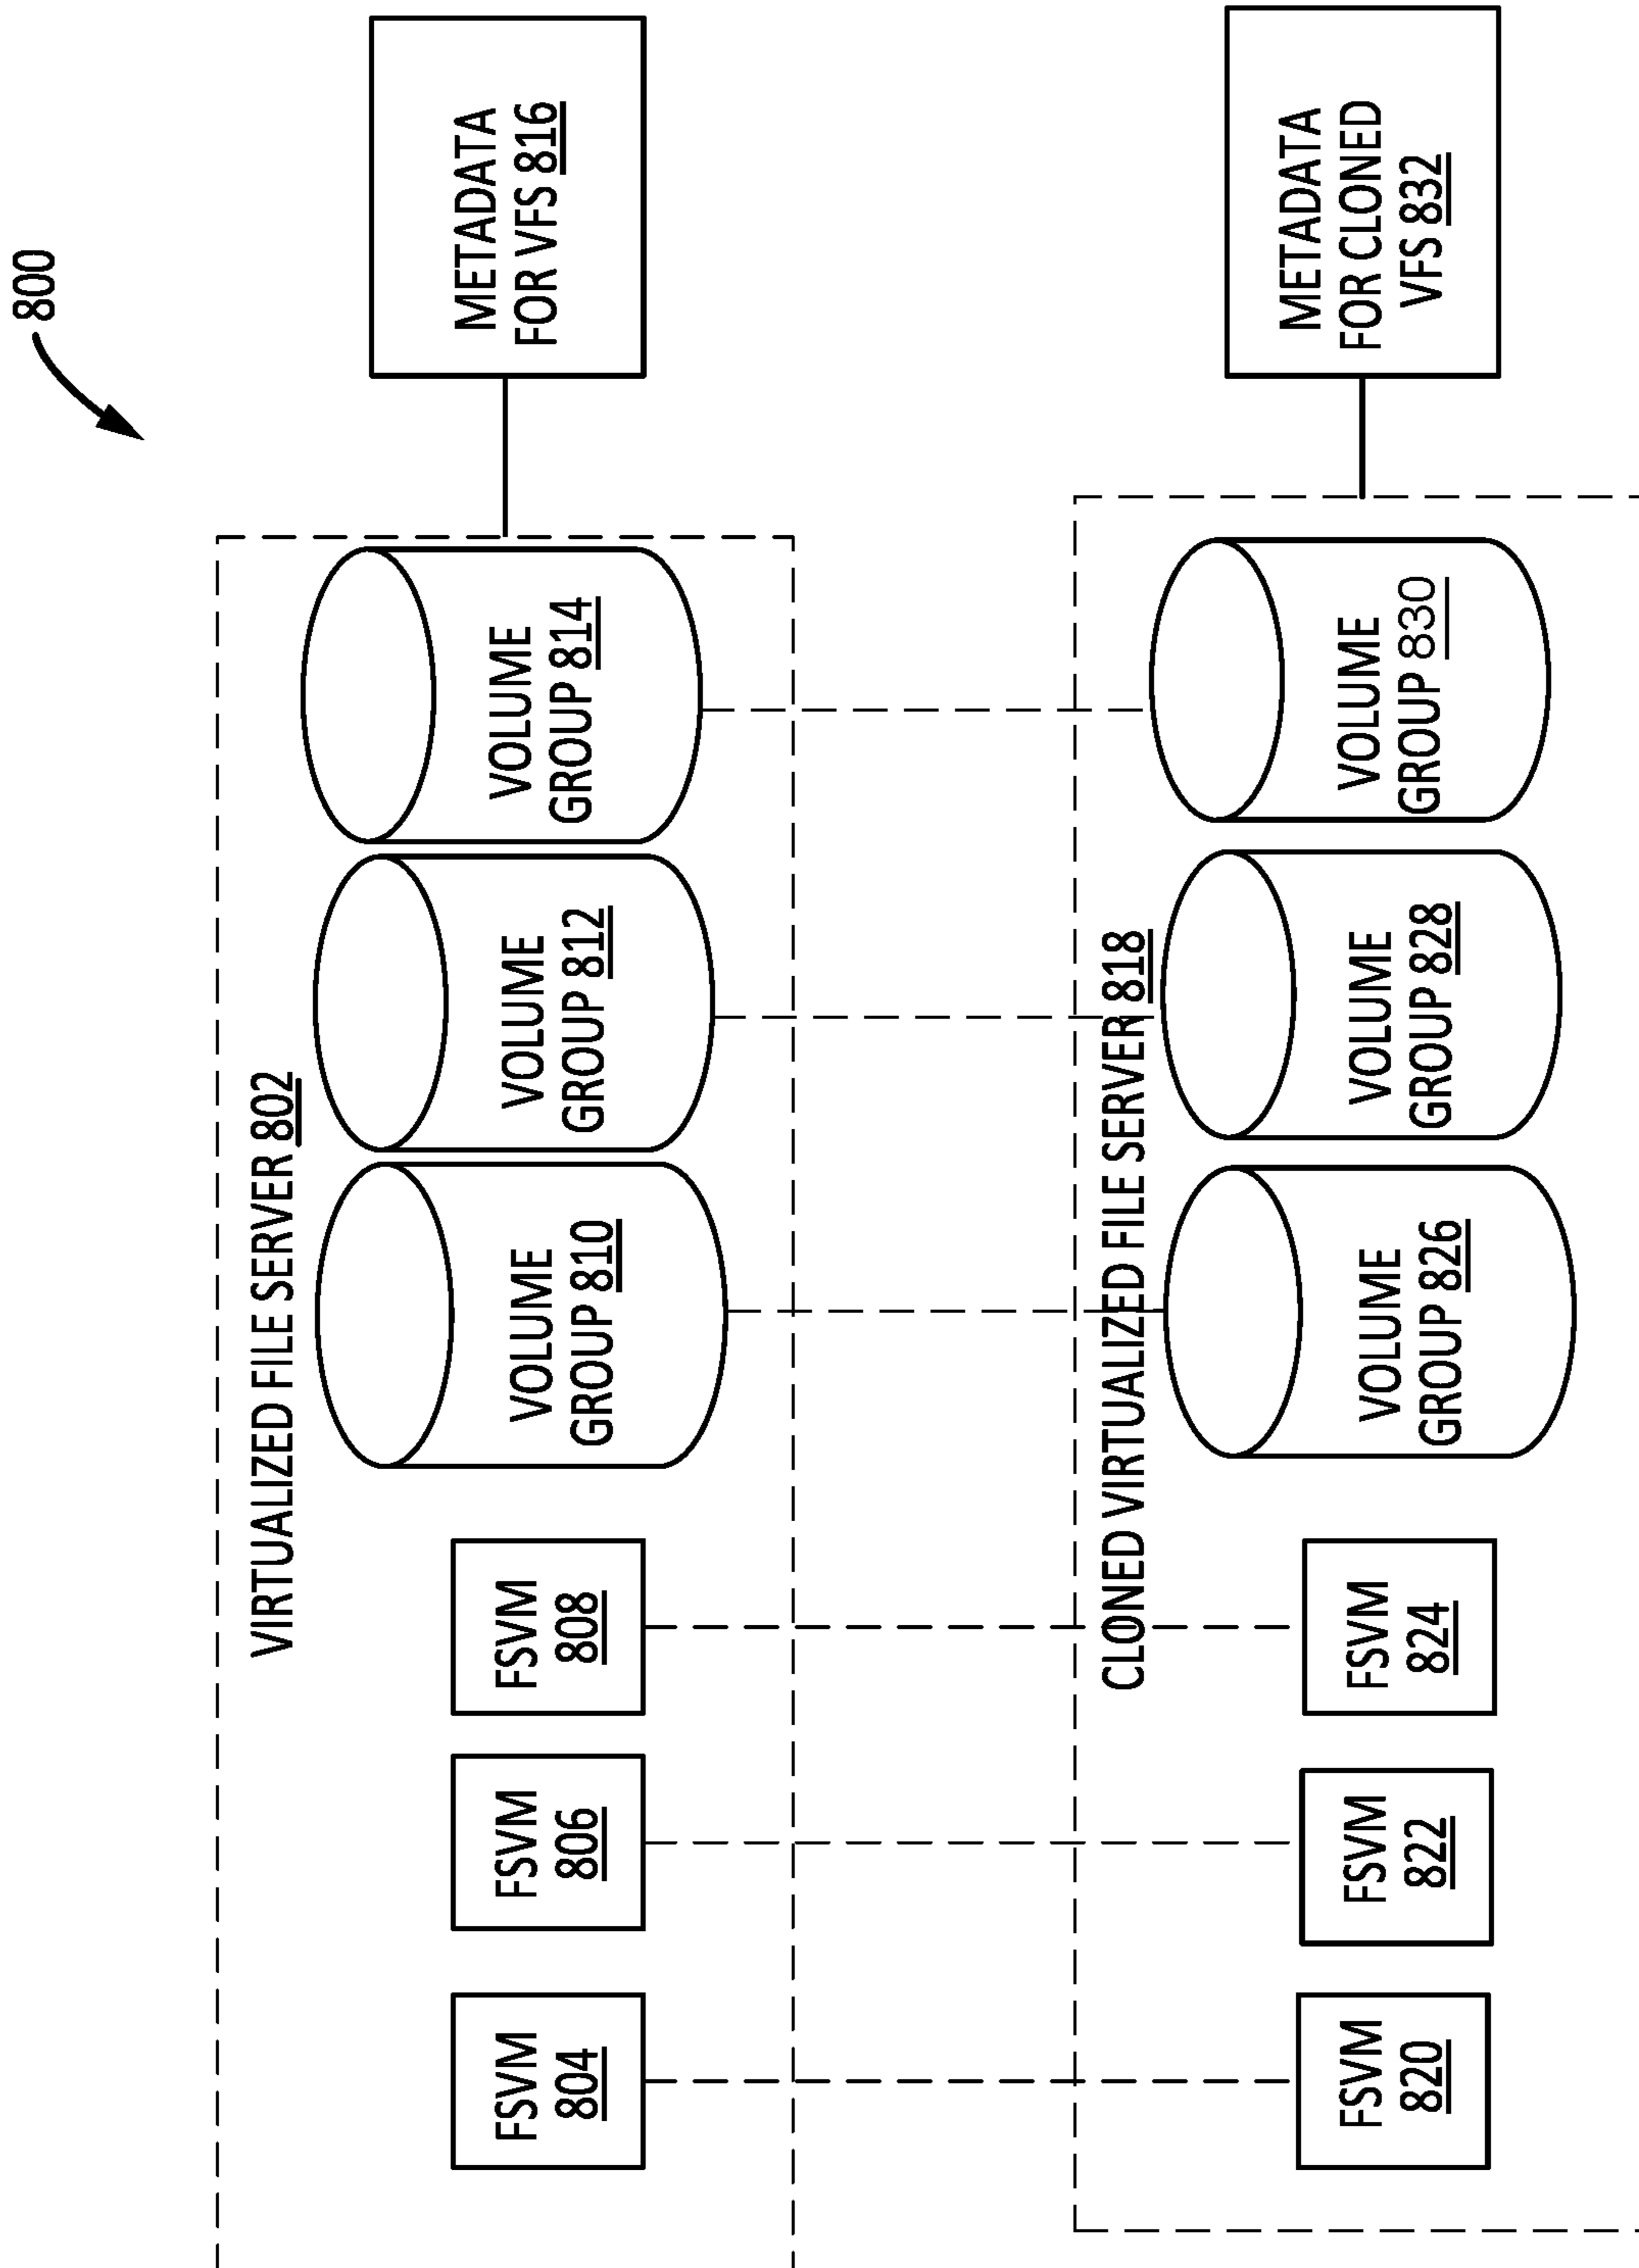 800
VIRTUALIZED FILE SERVER 802
FSVM
804
FSVM
806
FSVM
808
VOLUME
GROUP 810
VOLUME
GROUP 812
VOLUME
GROUP 814
METADATA
FOR VFS 816
CLONED VIRTUALIZED FILE SERVER 818
FSVM
820
FSVM
822
FSVM
824
VOLUME
GROUP 826
VOLUME
GROUP 828
VOLUME
GROUP 830
METADATA
FOR CLONED
VFS 832